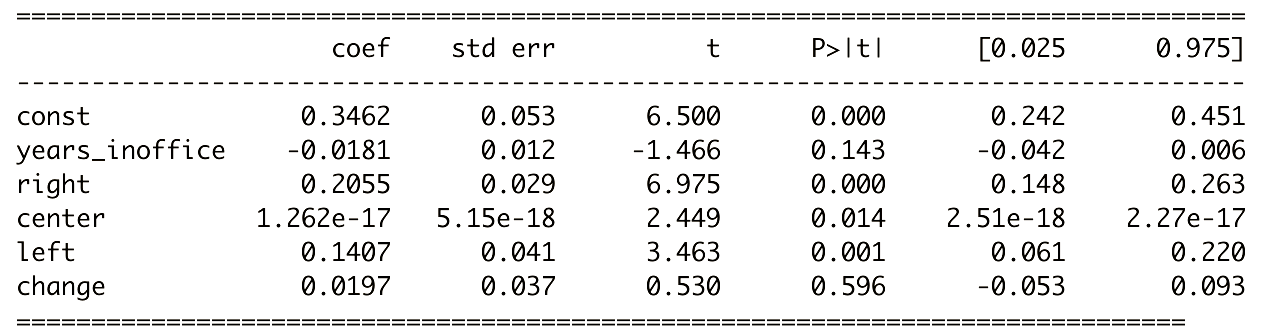 ==============================================================================
coef std err t P>|t| [0.025 0.975]
------------------------------------------------------------------------------
const 0.3462 0.053 6.500 0.000 0.242 0.451
years_inoffice -0.0181 0.012 -1.466 0.143 -0.042 0.006
right 0.2055 0.029 6.975 0.000 0.148 0.263
center 1.262e-17 5.15e-18 2.449 0.014 2.51e-18 2.27e-17
left 0.1407 0.041 3.463 0.001 0.061 0.220
change 0.0197 0.037 0.530 0.596 -0.053 0.093
==========================================================================